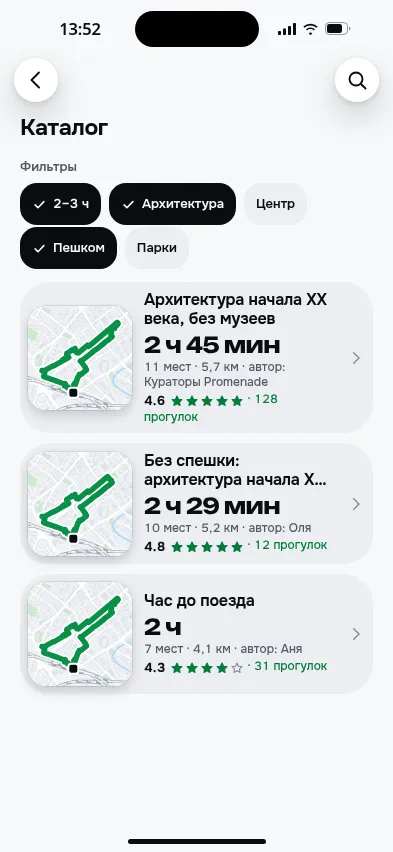 13:52
Каталог
Фильтры
2–3 ч
Архитектура
Центр
Пешком
Парки
Архитектура начала XX
века, без музеев
2 ч 45 мин
11 мест · 5,7 км · автор:
Кураторы Promenade
4.6 ★★★★★ · 128
прогулок
Без спешки:
архитектура начала X...
2 ч 29 мин
10 мест · 5,2 км · автор: Оля
4.8 ★★★★★ · 12 прогулок
Час до поезда
2 ч
7 мест · 4,1 км · автор: Аня
4.3 ★★★★☆ · 31 прогулок